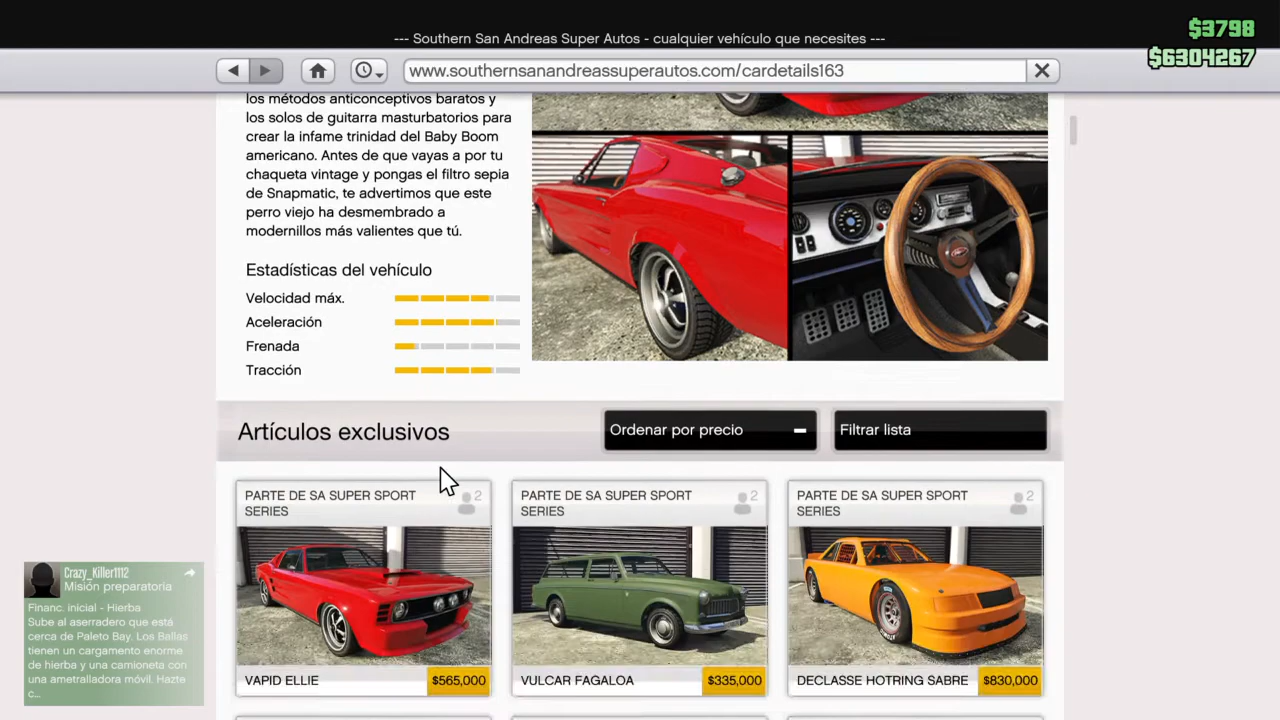 --- Southern San Andreas Super Autos - cualquier vehículo que necesites ---
$3798
$6304267
www.southernsanandreassuperautos.com/cardetails163
los métodos anticonceptivos baratos y
los solos de guitarra masturbatorios para
crear la infame trinidad del Baby Boom
americano. Antes de que vayas a por tu
chaqueta vintage y pongas el filtro sepia
de Snapmatic, te advertimos que este
perro viejo ha desmembrado a
modernillos más valientes que tú.
Estadísticas del vehículo
Velocidad máx.
Aceleración
Frenada
Tracción
Artículos exclusivos
Ordenar por precio
Filtrar lista
PARTE DE SA SUPER SPORT
SERIES
2
VAPID ELLIE
$565,000
PARTE DE SA SUPER SPORT
SERIES
2
VULCAR FAGALOA
$335,000
PARTE DE SA SUPER SPORT
SERIES
2
DECLASSE HOTRING SABRE
$830,000
Crazy_Killer1112
Misión preparatoria
Financ. inicial - Hierba
Sube al aserradero que está
cerca de Paleto Bay. Los Ballas
tienen un cargamento enorme
de hierba y una camioneta con
una ametralladora móvil. Hazte
c...